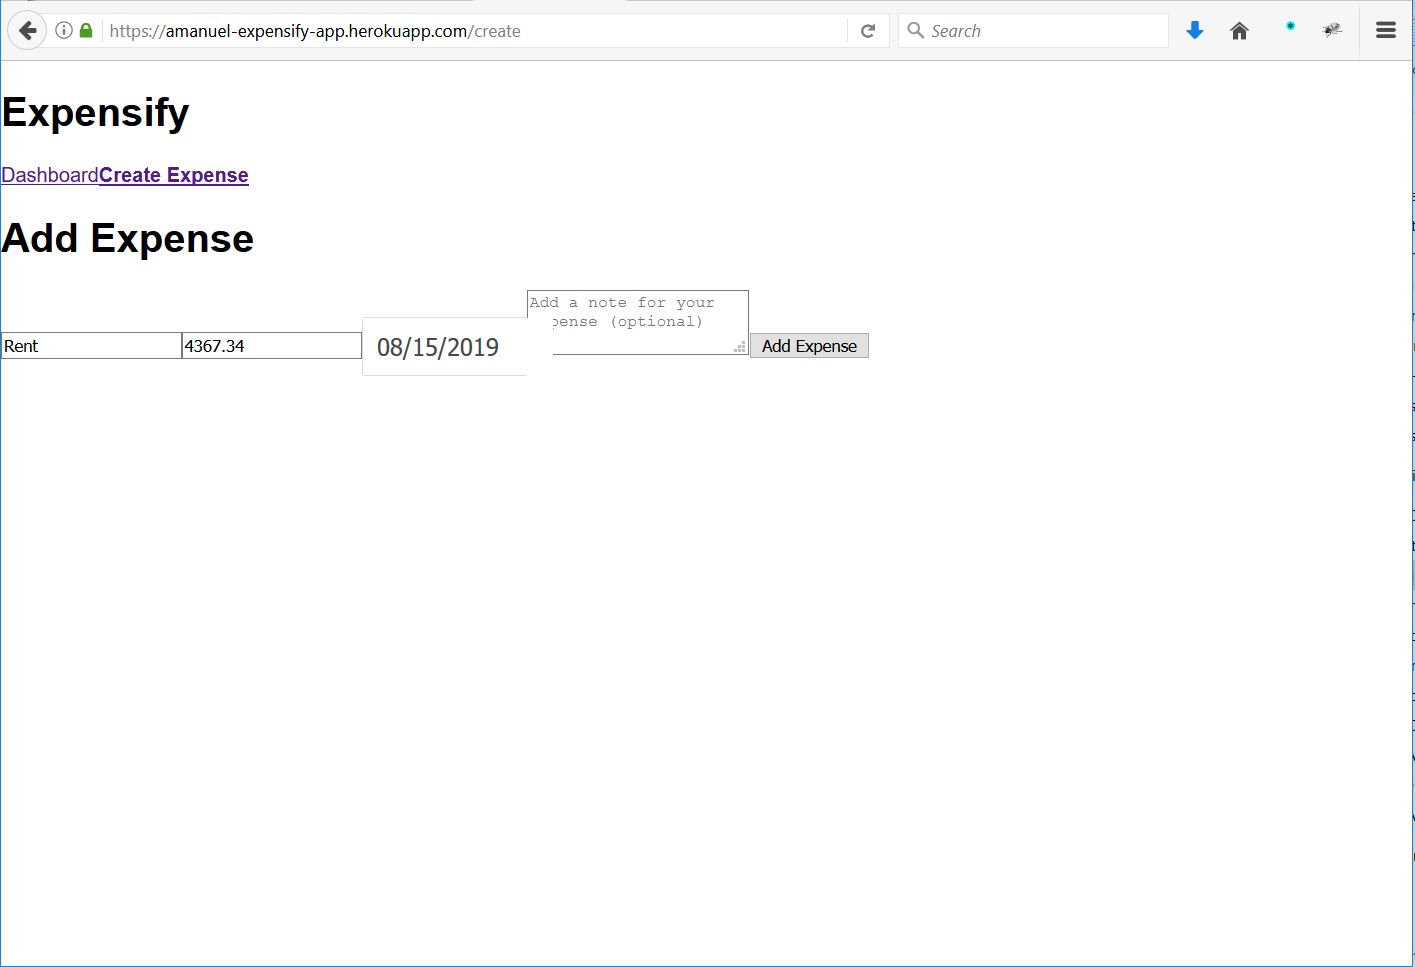 https://amanuel-expensify-app.herokuapp.com/create
Search
Expensify
DashboardCreate Expense
Add Expense
Rent
4367.34
08/15/2019
Add a note for your
pense (optional)
Add Expense